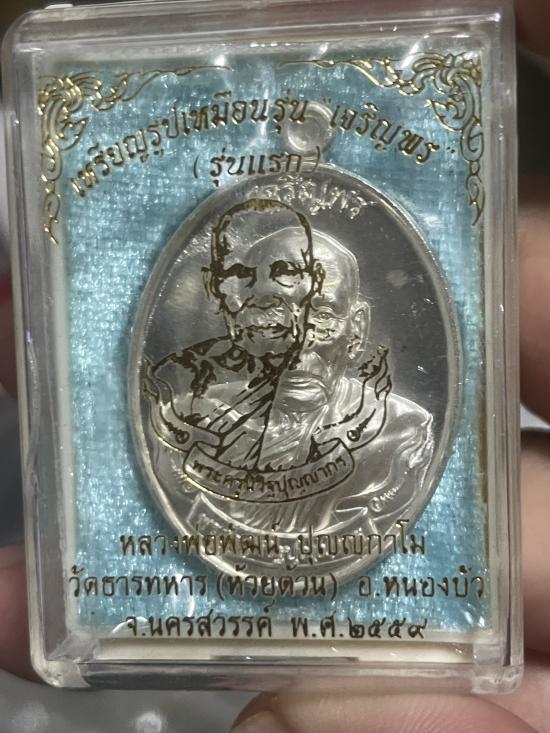 เหรียญรูปเหมือนรุ่น "เจริญพร"
(รุ่นแรก)
เจริญพร
พระครูนิวิฐปุญญากร
หลวงพ่อพัฒน์ ปุญญกาโม
วัดธารทหาร (ห้วยด้วน) อ.หนองบัว
จ.นครสวรรค์ พ.ศ.๒๕๕๙